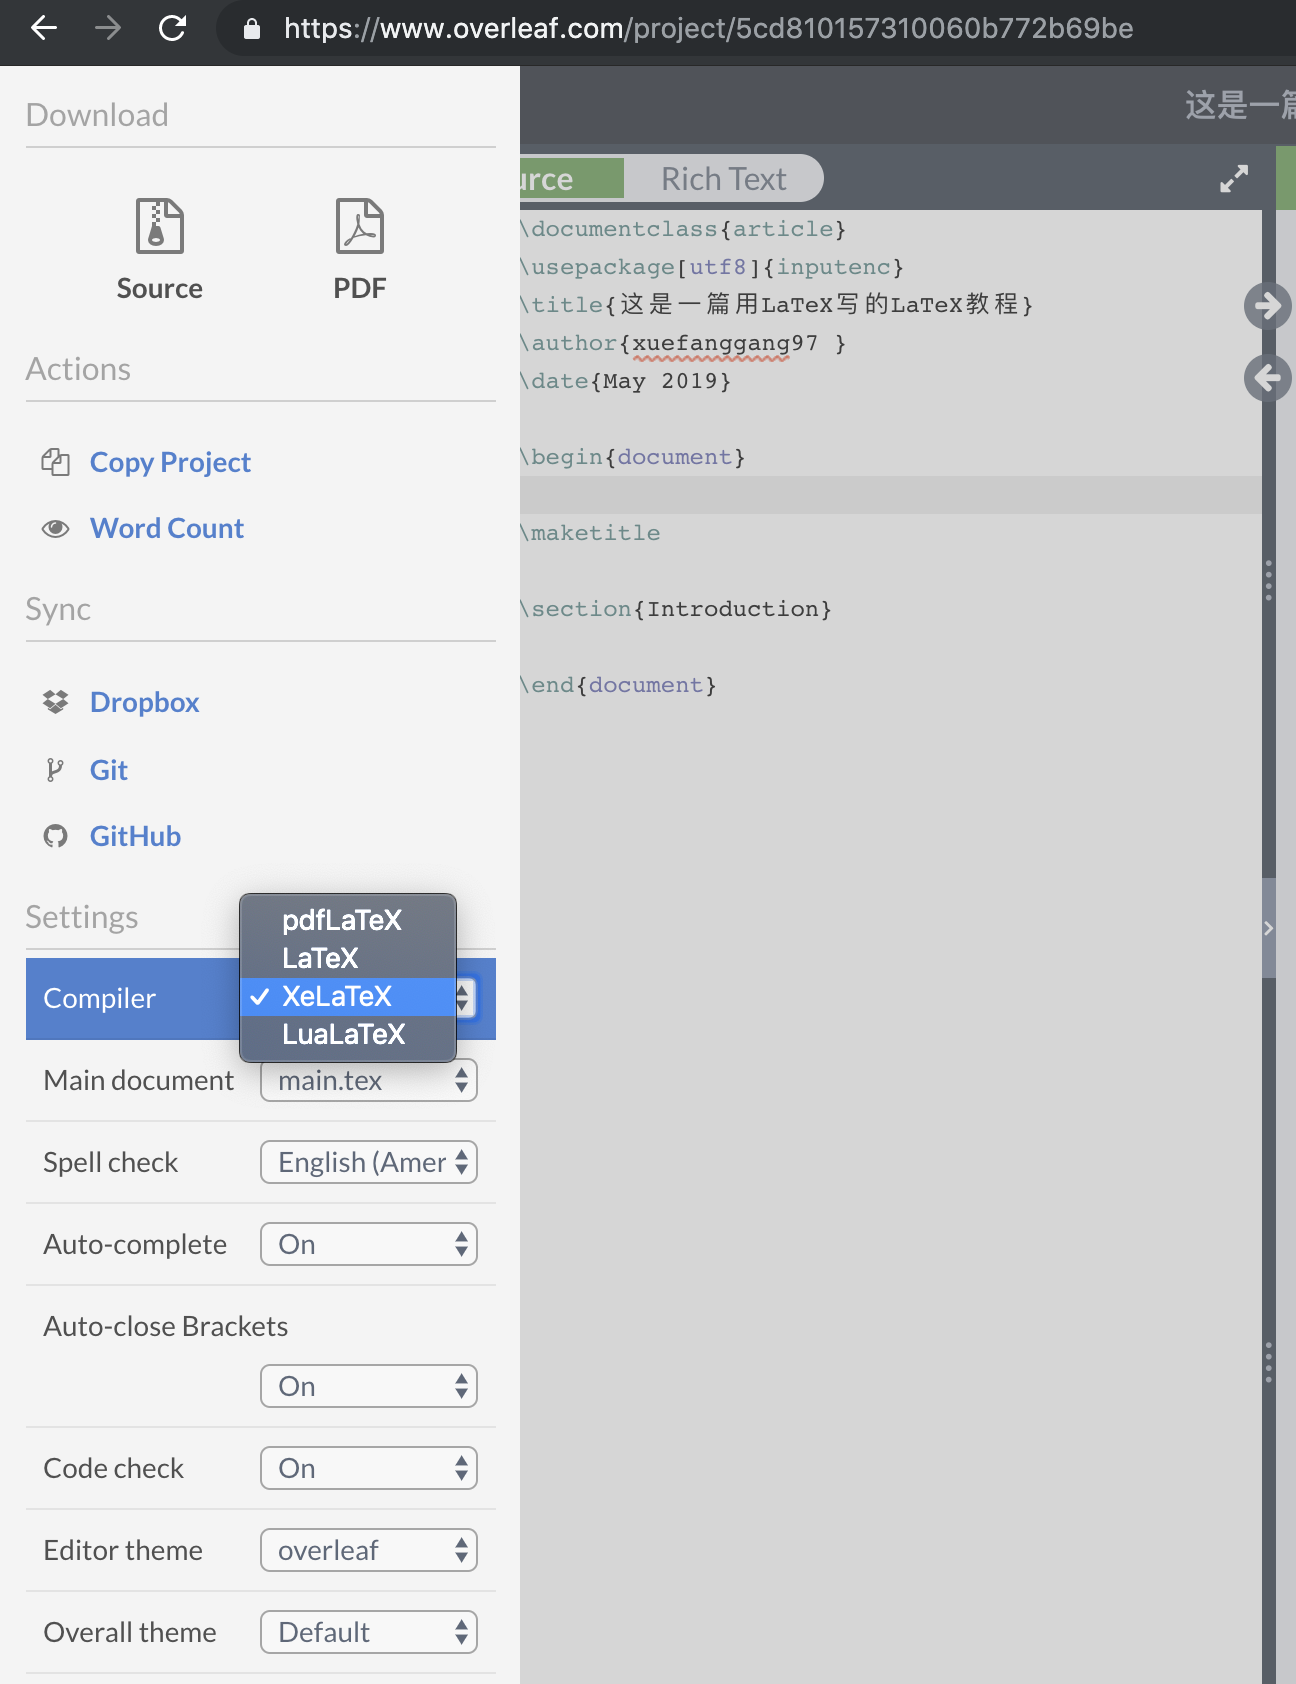 https://www.overleaf.com/project/5cd810157310060b772b69be
Download
Source
PDF
Actions
Copy Project
Word Count
Sync
Dropbox
Git
GitHub
Settings
Compiler
pdfLaTeX
LaTeX
XeLaTeX
LuaLaTeX
Main document
main.tex
Spell check
English (Amer
Auto-complete
On
Auto-close Brackets
On
Code check
On
Editor theme
overleaf
Overall theme
Default
这是一篇
urce
Rich Text
\documentclass{article}
\usepackage[utf8]{inputenc}
\title{这是一篇用LaTeX写的LaTeX教程}
\author{xuefanggang97 }
\date{May 2019}
\begin{document}
\maketitle
\section{Introduction}
\end{document}